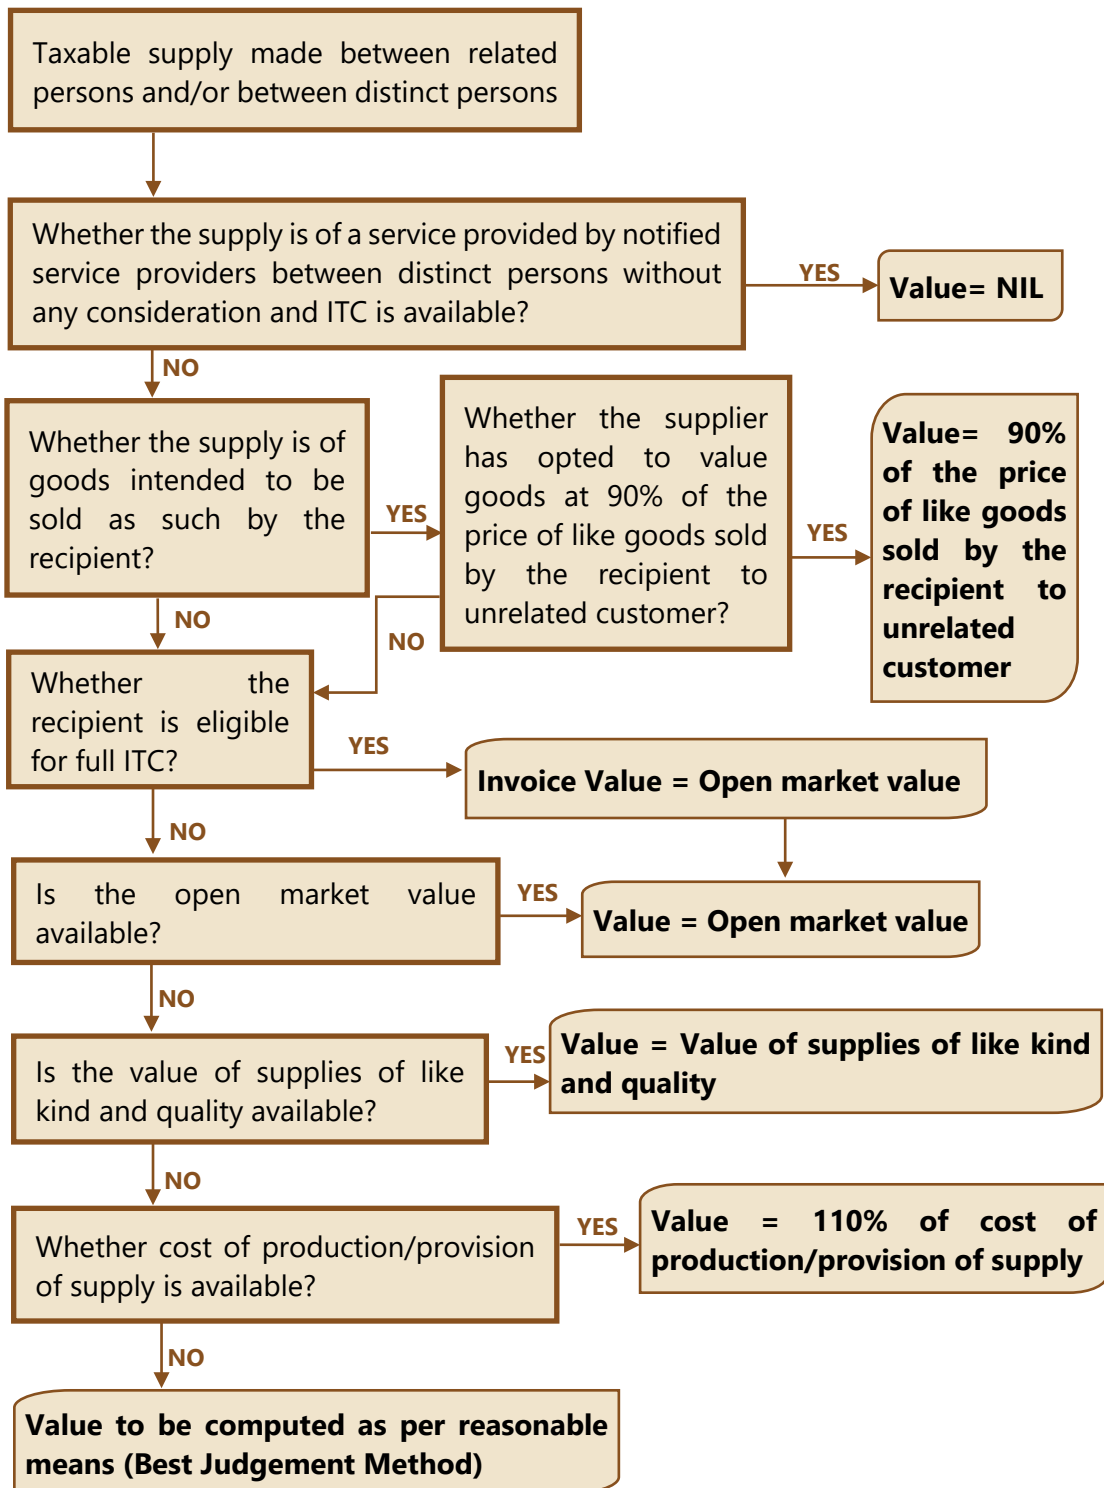 Taxable supply made between related
persons and/or between distinct persons
Whether the supply is of a service provided by notified
service providers between distinct persons without
any consideration and ITC is available?
YES
Value= NIL
NO
Whether the supply is of
goods intended to be
sold as such by the
recipient?
YES
Whether the supplier
has opted to value
goods at 90% of the
price of like goods sold
by the recipient to
unrelated customer?
YES
Value= 90%
of the price
of like goods
sold by the
recipient to
unrelated
customer
NO
NO
Whether the
recipient is eligible
for full ITC?
YES
Invoice Value = Open market value
NO
Is the open market value
available?
YES
Value = Open market value
NO
Is the value of supplies of like
kind and quality available?
YES
Value = Value of supplies of like kind
and quality
NO
Whether cost of production/provision
of supply is available?
YES
Value = 110% of cost of
production/provision of supply
NO
Value to be computed as per reasonable
means (Best Judgement Method)